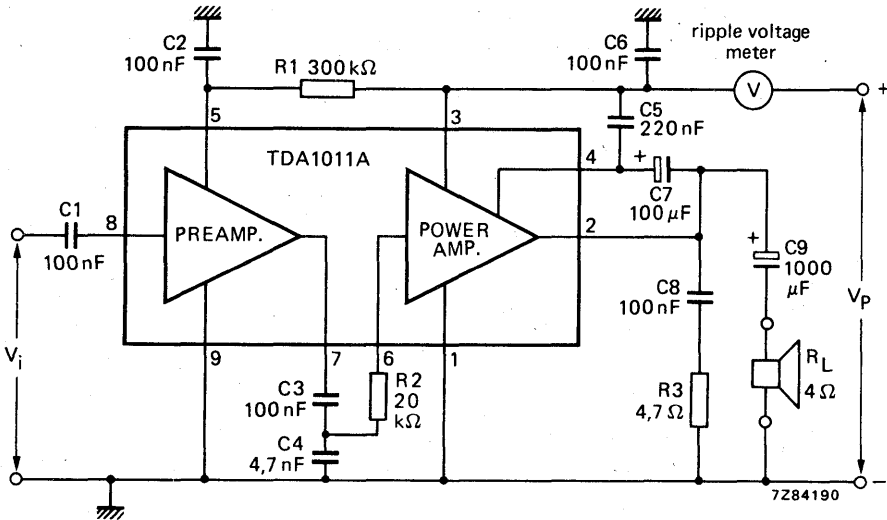 C2
100 nF
R1 300 kΩ
C6
100 nF
ripple voltage
meter
V
+
5
3
C5
220 nF
TDA1011A
4
+
C7
100 µF
C1
100 nF
8
PREAMP.
POWER
AMP.
2
+
C9
1000
µF
C8
100 nF
Vi
VP
9
7
6
1
C3
100 nF
R2
20
kΩ
R3
4,7 Ω
RL
4 Ω
C4
4,7 nF
−
7Z84190